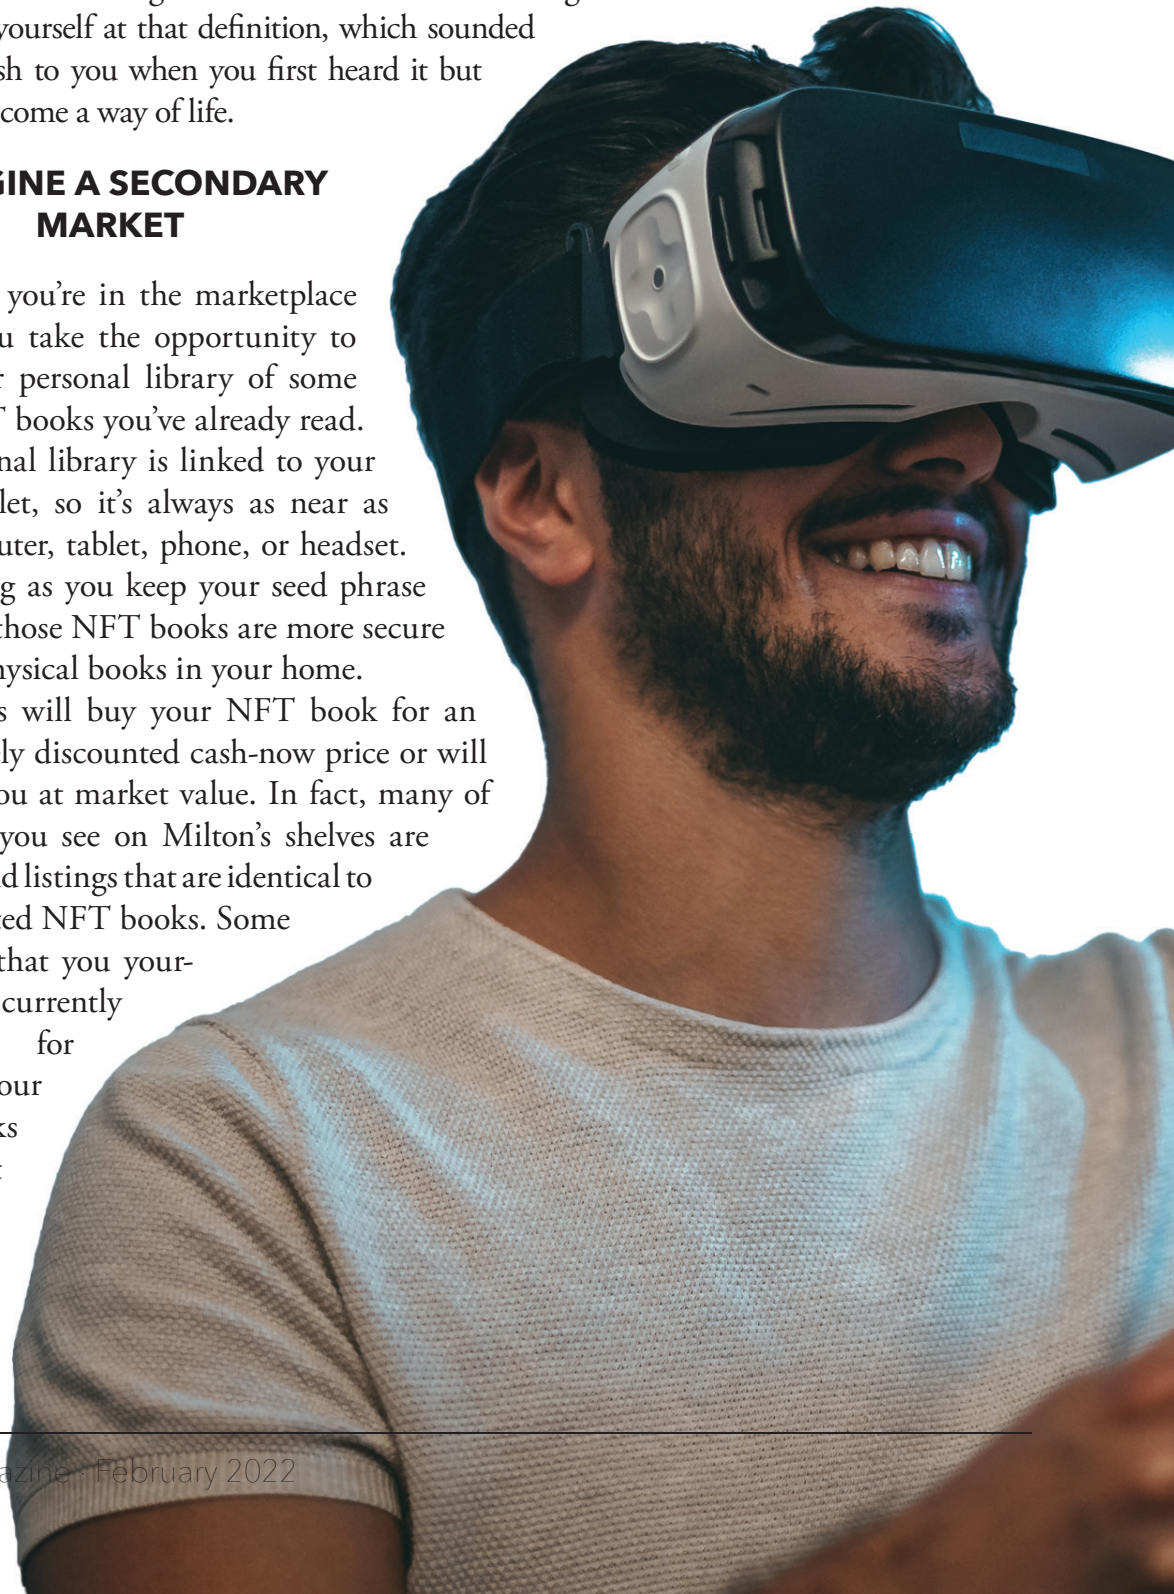 yourself at that definition, which sounded
sh to you when you first heard it but
come a way of life.
GINE A SECONDARY
MARKET
you're in the marketplace
u take the opportunity to
r personal library of some
T books you've already read.
nal library is linked to your
let, so it's always as near as
uter, tablet, phone, or headset.
g as you keep your seed phrase
those NFT books are more secure
hysical books in your home.
s will buy your NFT book for an
ely discounted cash-now price or will
ou at market value. In fact, many of
you see on Milton's shelves are
d listings that are identical to
ted NFT books. Some
that you your-
currently
for
our
ks
t
azine · February 2022